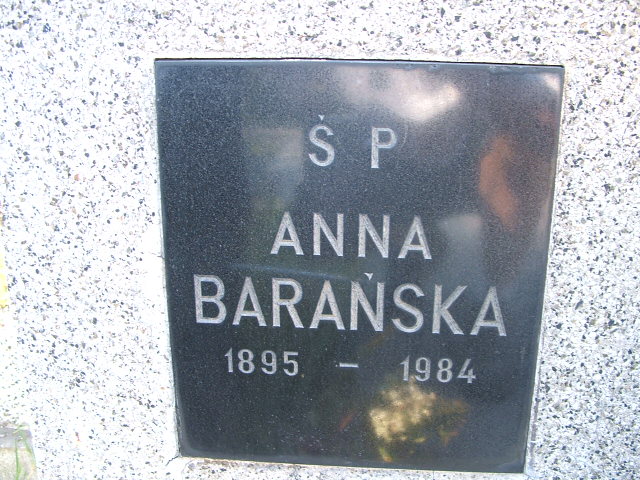 Ś P
ANNA
BARAŃSKA
1895 – 1984